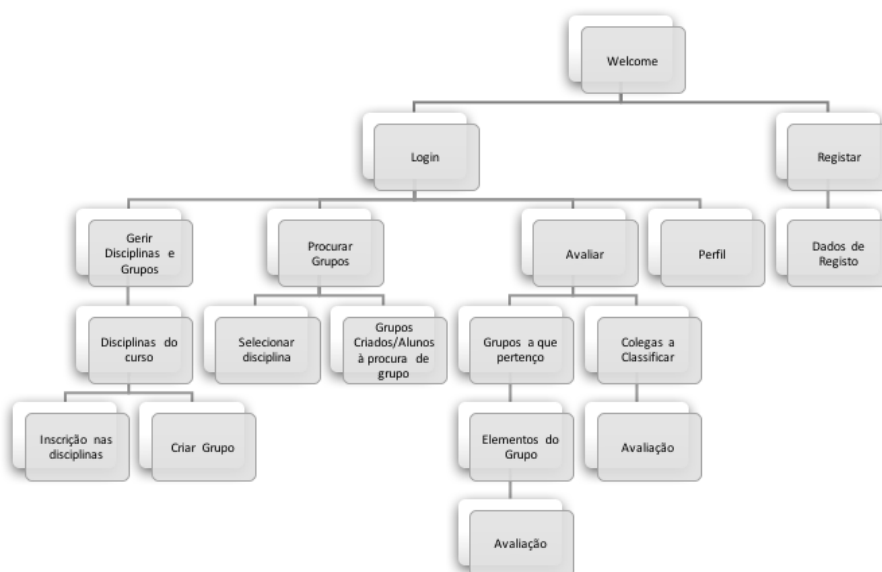 Welcome
Login
Registar
Gerir
Disciplinas e
Grupos
Procurar
Grupos
Avaliar
Perfil
Dados de
Registo
Disciplinas do
curso
Selecionar
disciplina
Grupos
Criados/Alunos
à procura de
grupo
Grupos a que
pertenço
Colegas a
Classificar
Inscrição nas
disciplinas
Criar Grupo
Elementos do
Grupo
Avaliação
Avaliação